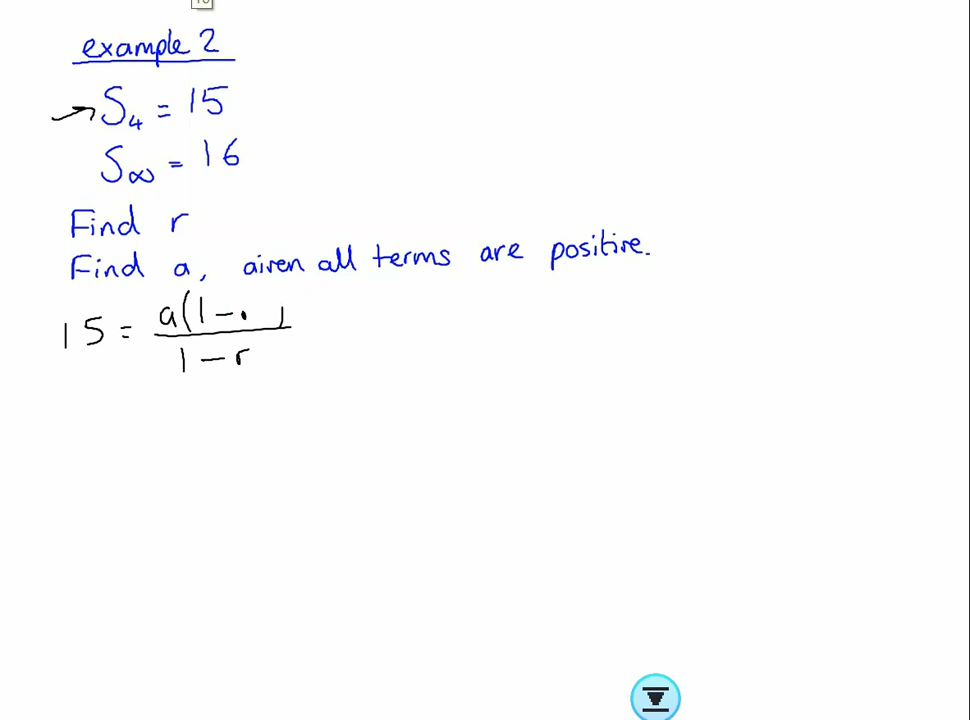 example 2
S₄ = 15
S∞ = 16
Find r
Find a, given all terms are positive.
15 = a(1 - . )
1 - r